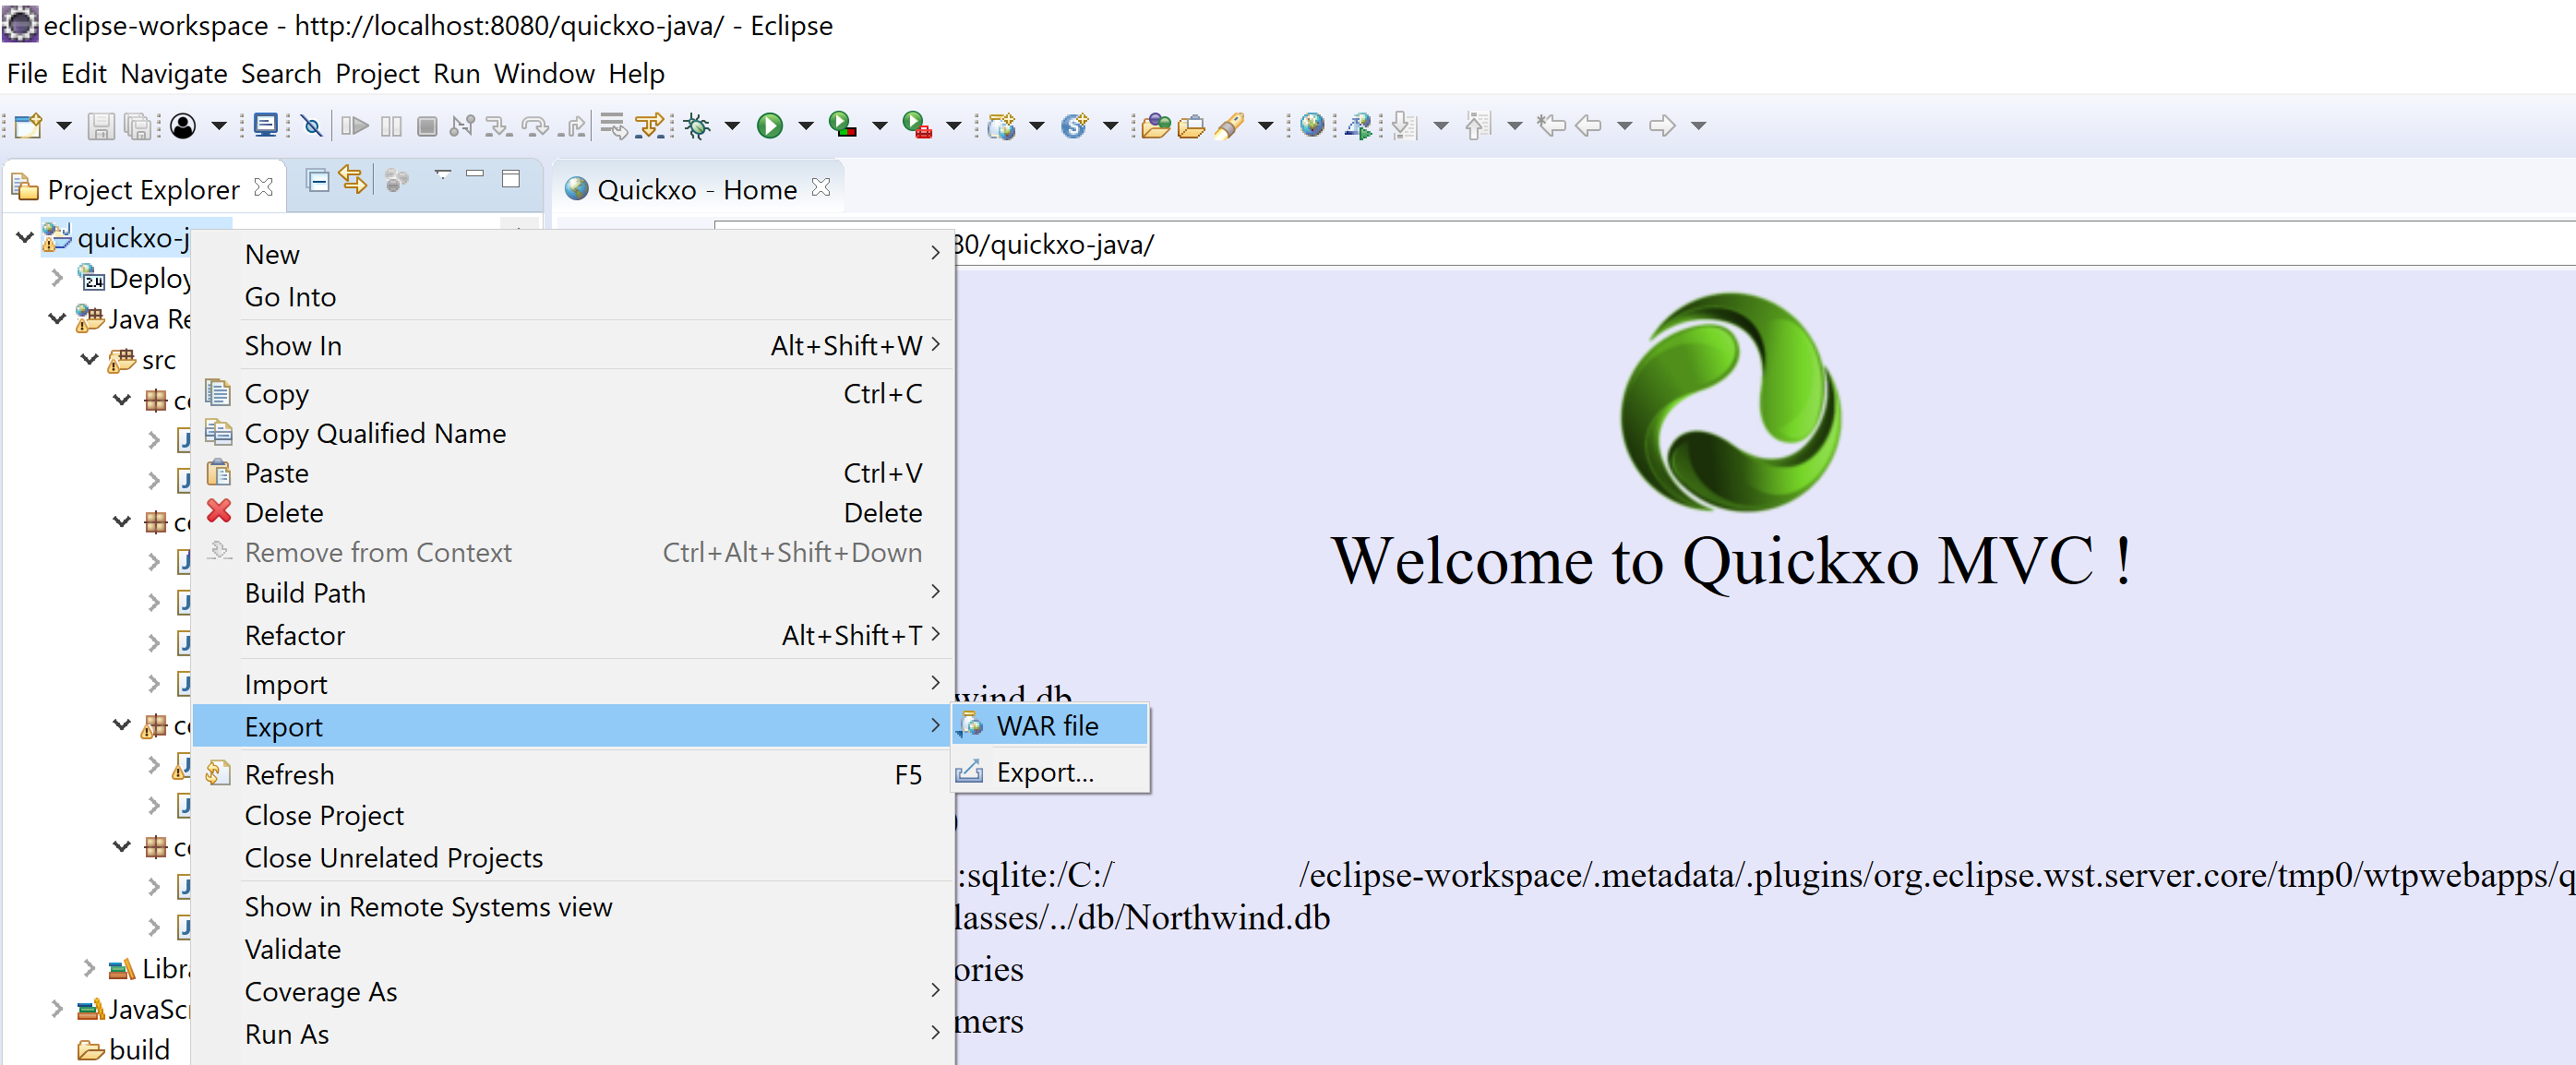 eclipse-workspace - http://localhost:8080/quickxo-java/ - Eclipse
File Edit Navigate Search Project Run Window Help
Project Explorer
Quickxo - Home
quickxo-j
80/quickxo-java/
Deploy
Java Re
src
Libra
JavaSc
build
New
Go Into
Show In Alt+Shift+W
Copy Ctrl+C
Copy Qualified Name
Paste Ctrl+V
Delete Delete
Remove from Context Ctrl+Alt+Shift+Down
Build Path
Refactor Alt+Shift+T
Import
Export
Refresh F5
Close Project
Close Unrelated Projects
Show in Remote Systems view
Validate
Coverage As
Run As
WAR file
Export...
Welcome to Quickxo MVC !
wind.db
:sqlite:/C:/ /eclipse-workspace/.metadata/.plugins/org.eclipse.wst.server.core/tmp0/wtpwebapps/q
lasses/../db/Northwind.db
ories
mers